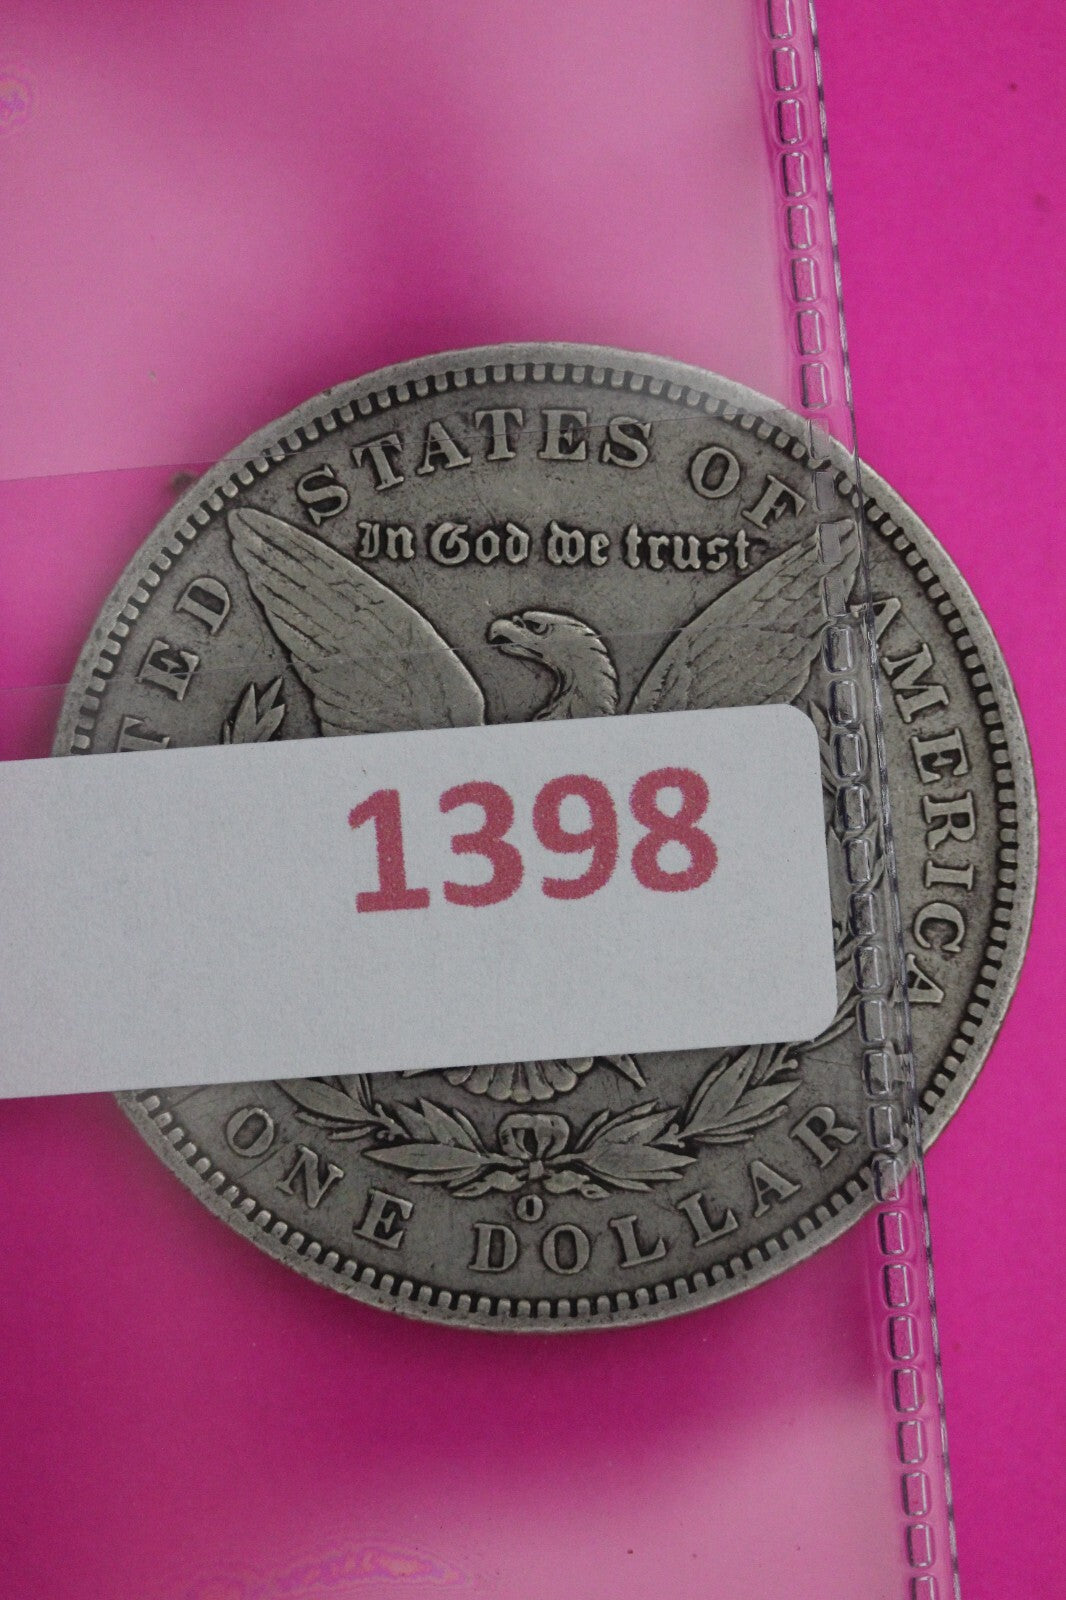 TED STATES OF AMERICA
In God we trust
1398
O
ONE DOLLAR